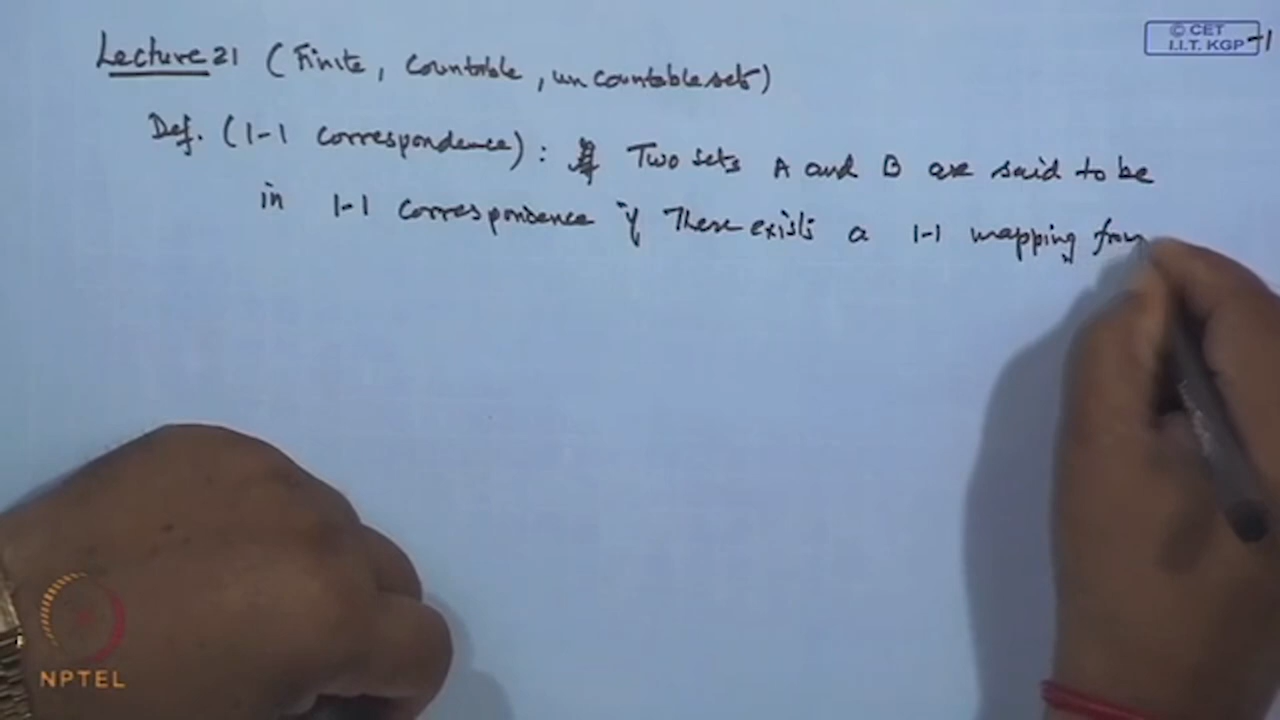 © CET
I.I.T. KGP -1
Lecture 21 (Finite, Countable, uncountable sets)
Def. (1-1 correspondence): Two sets A and B are said to be
in 1-1 correspondence if there exists a 1-1 mapping from
NPTEL